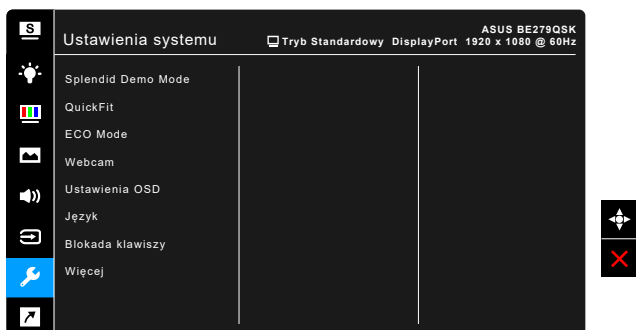 S
ASUS BE279QSK
Ustawienia systemu
Tryb Standardowy DisplayPort 1920 x 1080 @ 60Hz
Splendid Demo Mode
QuickFit
ECO Mode
Webcam
Ustawienia OSD
Język
Blokada klawiszy
Więcej